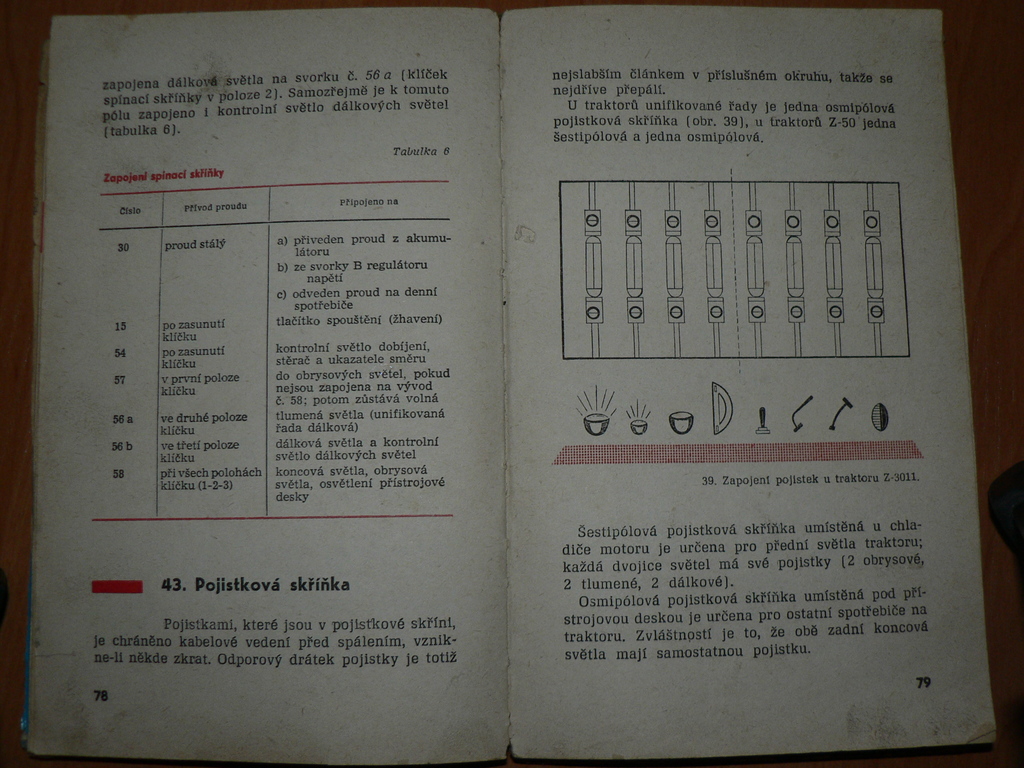 zapojena dálková světla na svorku č. 56 a (klíček
spínací skříňky v poloze 2). Samozřejmě je k tomuto
pólu zapojeno i kontrolní světlo dálkových světel
(tabulka 6).
Tabulka 6
Zapojení spínací skříňky
Číslo | Přívod proudu | Připojeno na
30 | proud stálý | a) přiveden proud z akumu-
látoru
b) ze svorky B regulátoru
napětí
c) odveden proud na denní
spotřebiče
15 | po zasunutí | tlačítko spouštění (žhavení)
klíčku
54 | po zasunutí | kontrolní světlo dobíjení,
klíčku | stěrač a ukazatele směru
57 | v první poloze | do obrysových světel, pokud
klíčku | nejsou zapojena na vývod
č. 58; potom zůstává volná
56 a | ve druhé poloze | tlumená světla (unifikovaná
klíčku | řada dálková)
56 b | ve třetí poloze | dálková světla a kontrolní
klíčku | světlo dálkových světel
58 | při všech polohách | koncová světla, obrysová
klíčku (1-2-3) | světla, osvětlení přístrojové
desky
43. Pojistková skříňka
Pojistkami, které jsou v pojistkové skříni,
je chráněno kabelové vedení před spálením, vznik-
ne-li někde zkrat. Odporový drátek pojistky je totiž
78
nejslabším článkem v příslušném okruhu, takže se
nejdříve přepálí.
U traktorů unifikované řady je jedna osmipólová
pojistková skříňka (obr. 39), u traktorů Z-50 jedna
šestipólová a jedna osmipólová.
39. Zapojení pojistek u traktoru Z-3011.
Šestipólová pojistková skříňka umístěná u chla-
diče motoru je určena pro přední světla traktoru;
každá dvojice světel má své pojistky (2 obrysové,
2 tlumené, 2 dálkové).
Osmipólová pojistková skříňka umístěná pod pří-
strojovou deskou je určena pro ostatní spotřebiče na
traktoru. Zvláštností je to, že obě zadní koncová
světla mají samostatnou pojistku.
79